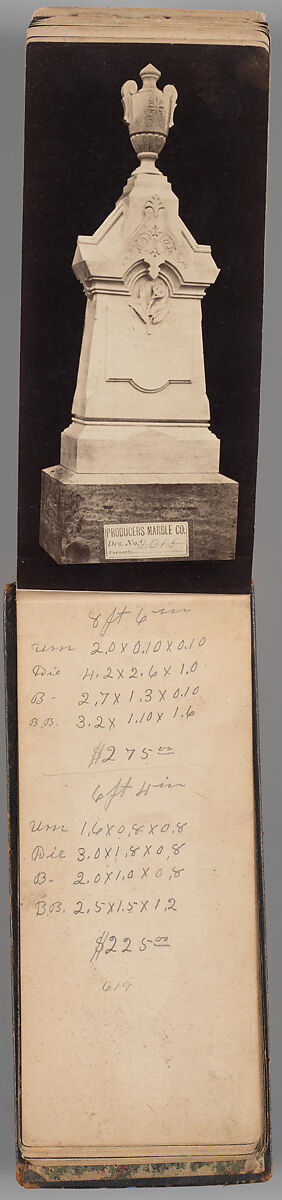 PRODUCERS MARBLE CO.
Des. No.
Formerly
8 ft 6 in
Urn 2.0 x 0.10 x 0.10
Die 4.2 x 2.6 x 1.0
B- 2.7 x 1.3 x 0.10
B.B. 3.2 x 1.10 x 1.6
$275.00
6 ft 4 in
Urn 1.6 x 0.8 x 0.8
Die 3.0 x 1.8 x 0.8
B- 2.0 x 1.0 x 0.8
B.B. 2.5 x 1.5 x 1.2
$225.00
619